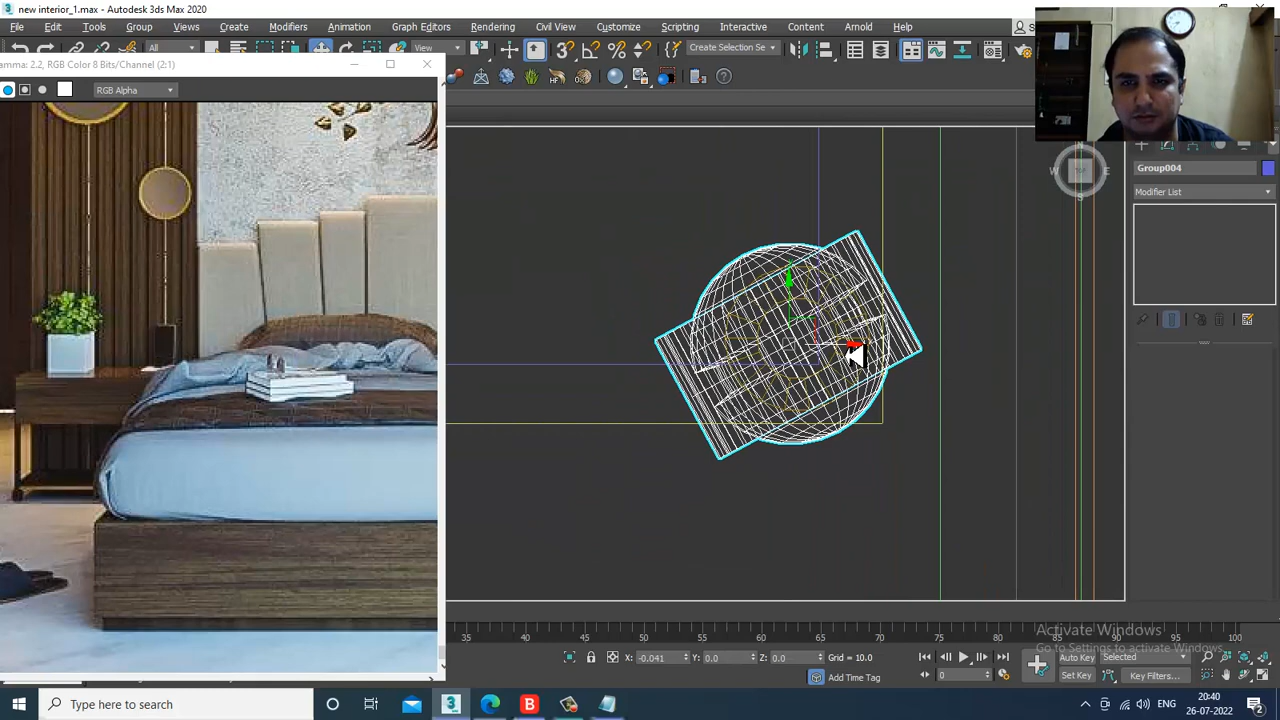 new interior_1.max - Autodesk 3ds Max 2020
File Edit Tools Group Views Create Modifiers Animation Graph Editors Rendering Civil View Customize Scripting Interactive Content Arnold Help
All View Create Selection Se
amma: 2.2, RGB Color 8 Bits/Channel (2:1)
RGB Alpha
N
W E
S
Group004
Modifier List
35 40 45 50 55 60 65 70 75 80 85 90 95 100
Activate Windows
Go to Settings to activate Windows.
X: -0.041 Y: 0.0 Z: 0.0 Grid = 10.0
Auto Key Selected
Add Time Tag
0
Set Key Key Filters...
Type here to search
ENG
20:40
26-07-2022
2